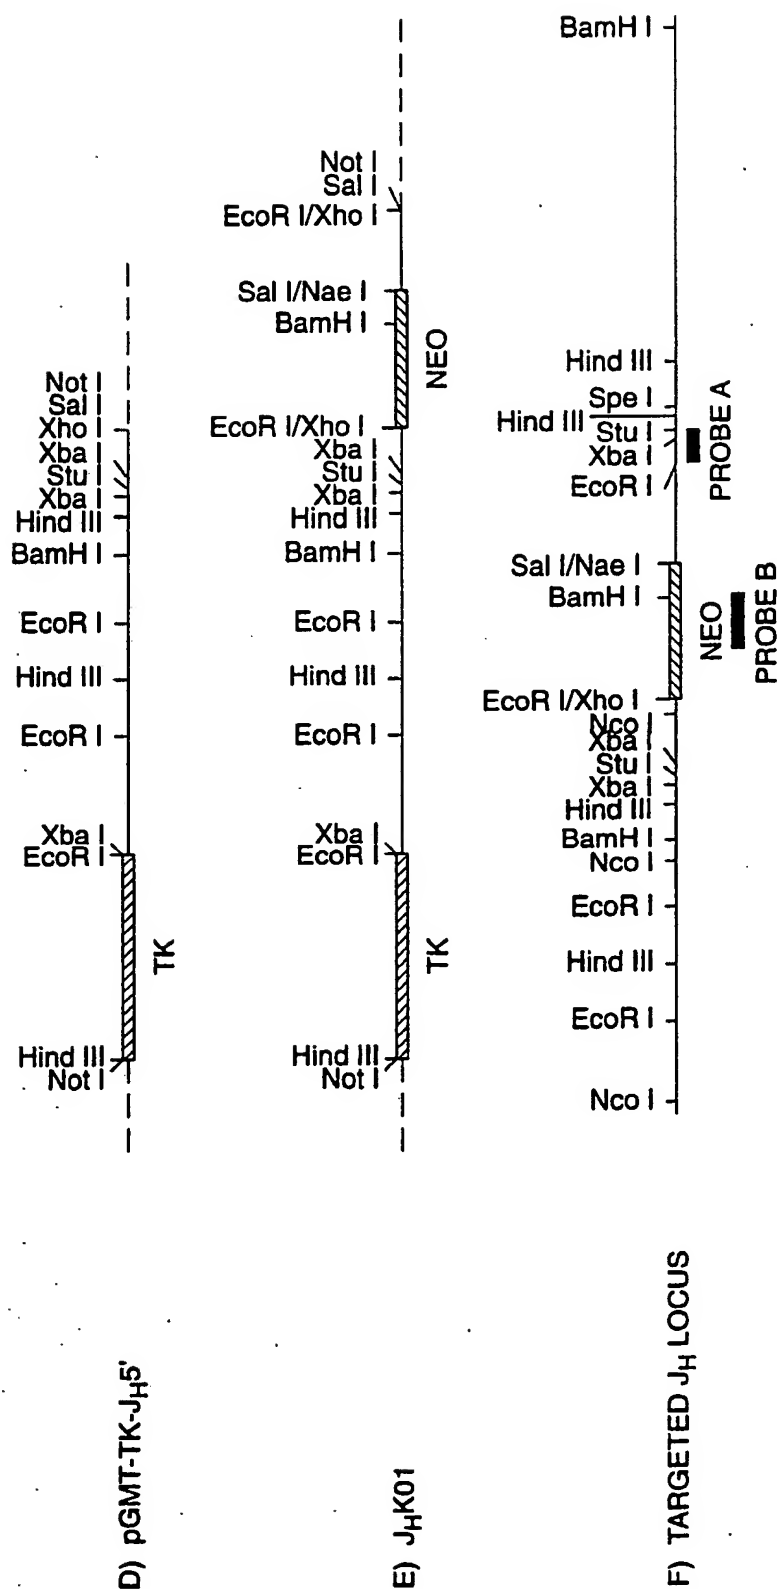 D) pGMT-TK-JH5'
Not I
Hind III
TK
EcoR I
Xba I
EcoR I
Hind III
EcoR I
BamH I
Hind III
Xba I
Stu I
Xba I
Xho I
Sal I
Not I
E) JHK01
Not I
Hind III
TK
EcoR I
Xba I
EcoR I
Hind III
EcoR I
BamH I
Hind III
Xba I
Stu I
Xba I
EcoR I/Xho I
NEO
BamH I
Sal I/Nae I
EcoR I/Xho I
Sal I
Not I
F) TARGETED JH LOCUS
Nco I
EcoR I
Hind III
EcoR I
Nco I
BamH I
Hind III
Xba I
Stu I
Xba I
Nco I
EcoR I/Xho I
NEO
PROBE B
BamH I
Sal I/Nae I
EcoR I
Xba I
Stu I
PROBE A
Hind III
Spe I
Hind III
BamH I